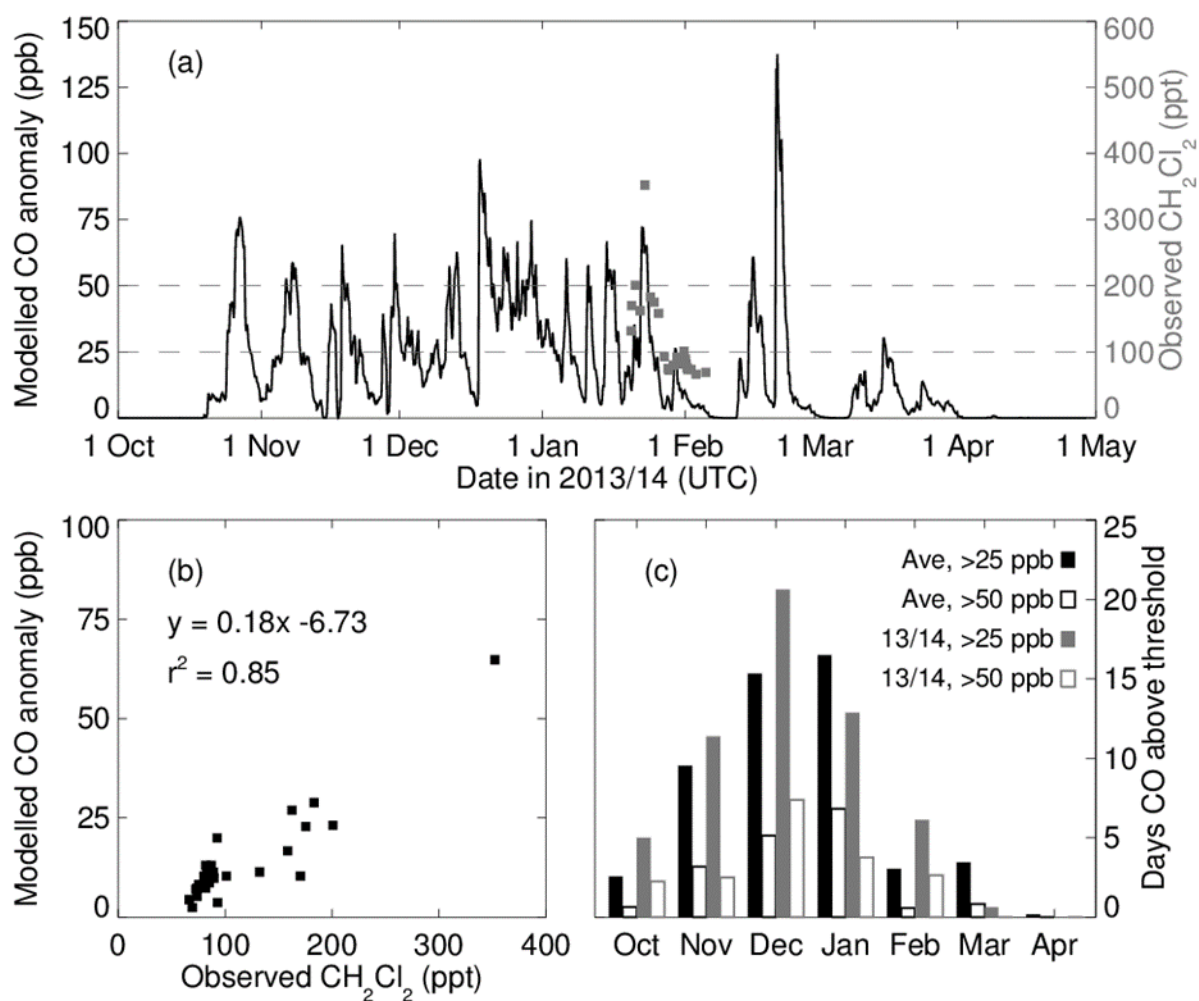 (a)
Modelled CO anomaly (ppb)
150
125
100
75
50
25
0
600
500
400
300
200
100
0
Observed CH₂Cl₂ (ppt)
1 Oct 1 Nov 1 Dec 1 Jan 1 Feb 1 Mar 1 Apr 1 May
Date in 2013/14 (UTC)
(b)
y = 0.18x -6.73
r² = 0.85
Modelled CO anomaly (ppb)
100
75
50
25
0
0 100 200 300 400
Observed CH₂Cl₂ (ppt)
(c)
Ave, >25 ppb
Ave, >50 ppb
13/14, >25 ppb
13/14, >50 ppb
25
20
15
10
5
0
Days CO above threshold
Oct Nov Dec Jan Feb Mar Apr